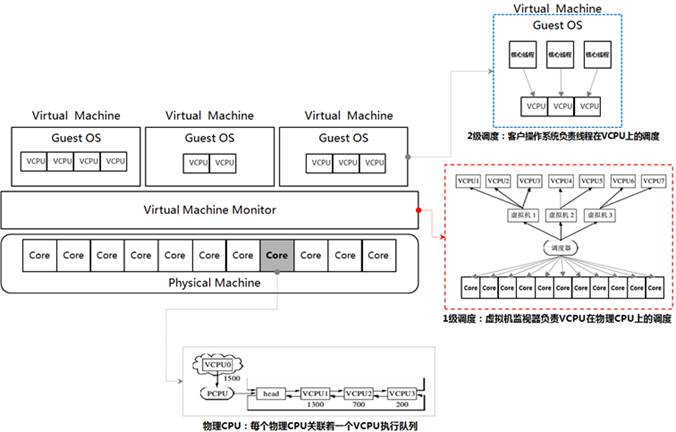 Virtual Machine
Guest OS
核心线程 核心线程 核心线程
VCPU VCPU VCPU
2级调度：客户操作系统负责线程在VCPU上的调度
Virtual Machine Virtual Machine Virtual Machine
Guest OS Guest OS Guest OS
VCPU VCPU VCPU VCPU VCPU VCPU VCPU VCPU VCPU
Virtual Machine Monitor
Core Core Core Core Core Core Core Core Core Core Core
Physical Machine
VCPU1 VCPU2 VCPU3 VCPU4 VCPU5 VCPU6 VCPU7
虚拟机 1 虚拟机 2 虚拟机 3
调度器
Core Core Core Core Core Core Core Core Core Core Core
1级调度：虚拟机监视器负责VCPU在物理CPU上的调度
VCPU0
1500
PCPU head VCPU1 VCPU2 VCPU3
1300 700 200
物理CPU：每个物理CPU关联着一个VCPU执行队列